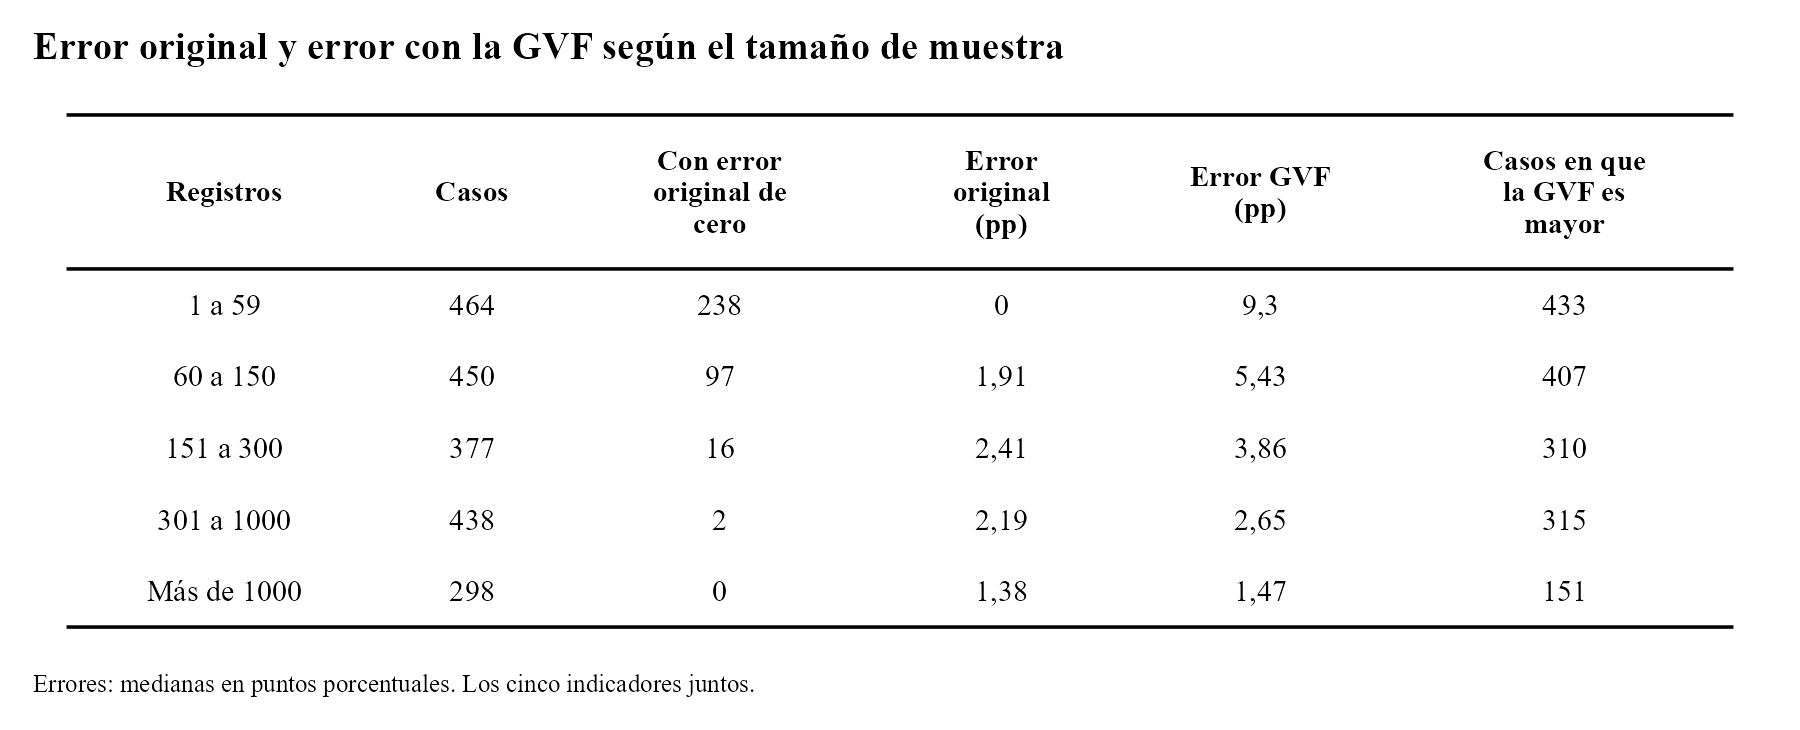 Error original y error con la GVF según el tamaño de muestra
Registros Casos Con error original de cero Error original (pp) Error GVF (pp) Casos en que la GVF es mayor
1 a 59 464 238 0 9,3 433
60 a 150 450 97 1,91 5,43 407
151 a 300 377 16 2,41 3,86 310
301 a 1000 438 2 2,19 2,65 315
Más de 1000 298 0 1,38 1,47 151
Errores: medianas en puntos porcentuales. Los cinco indicadores juntos.